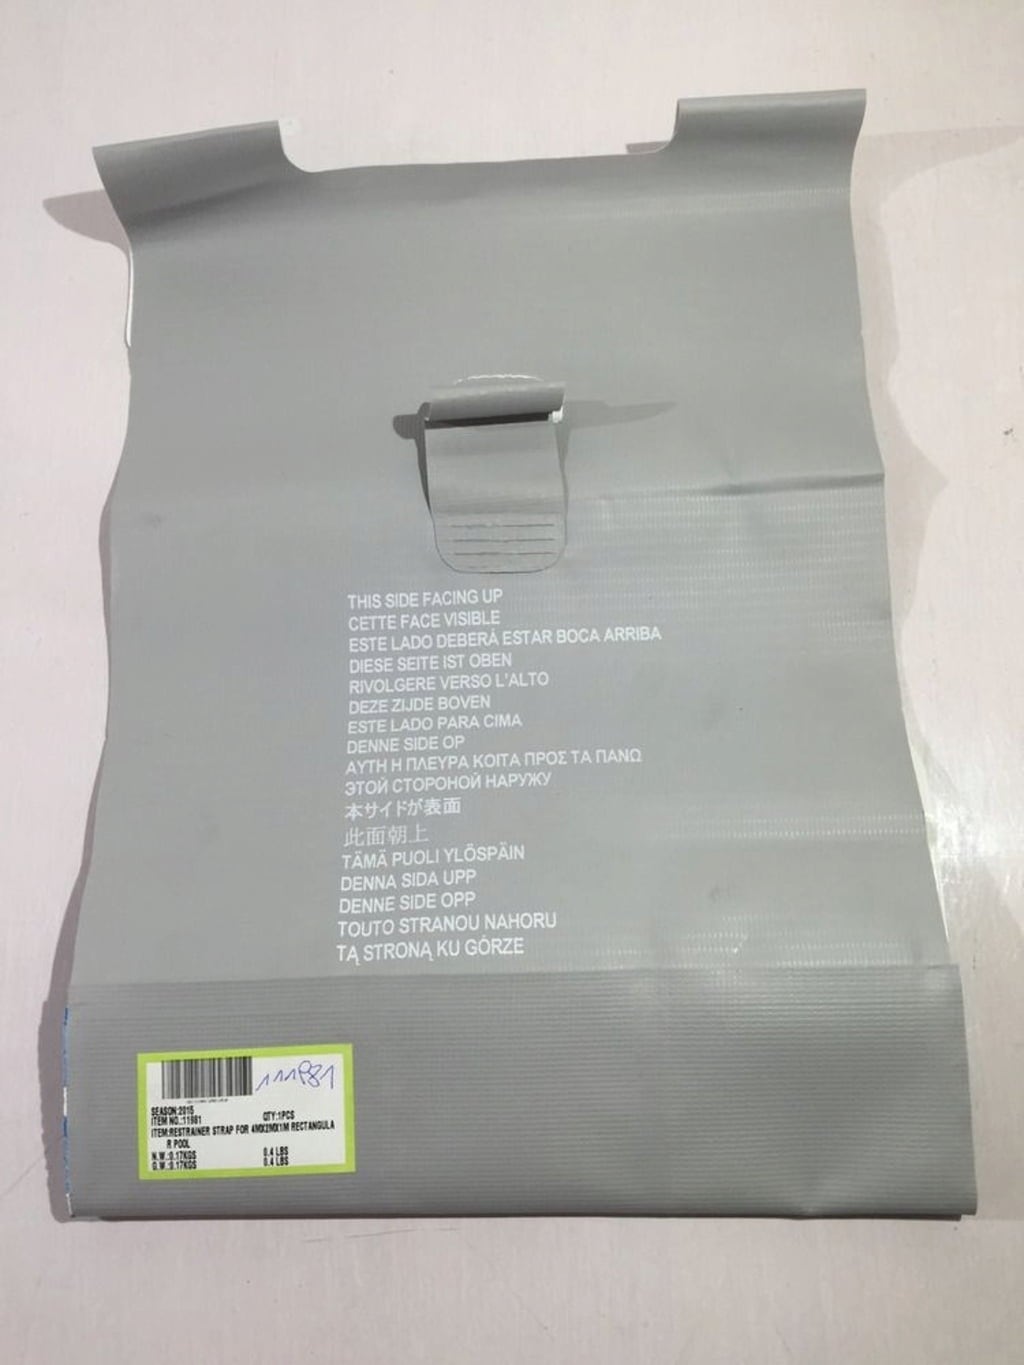 THIS SIDE FACING UP
CETTE FACE VISIBLE
ESTE LADO DEBERÁ ESTAR BOCA ARRIBA
DIESE SEITE IST OBEN
RIVOLGERE VERSO L'ALTO
DEZE ZIJDE BOVEN
ESTE LADO PARA CIMA
DENNE SIDE OP
ΑΥΤΗ Η ΠΛΕΥΡΑ ΚΟΙΤΑ ΠΡΟΣ ΤΑ ΠΑΝΩ
ЭТОЙ СТОРОНОЙ НАРУЖУ
本サイドが表面
此面朝上
TÄMÄ PUOLI YLÖSPÄIN
DENNA SIDA UPP
DENNE SIDE OPP
TOUTO STRANOU NAHORU
TĄ STRONĄ KU GÓRZE
111981
SEASON:2015
ITEM NO.:11981 QTY:1PCS
ITEM:RESTRAINER STRAP FOR 4MX2MX1M RECTANGULA
R POOL
N.W.:0.17KGS 0.4 LBS
G.W.:0.17KGS 0.4 LBS